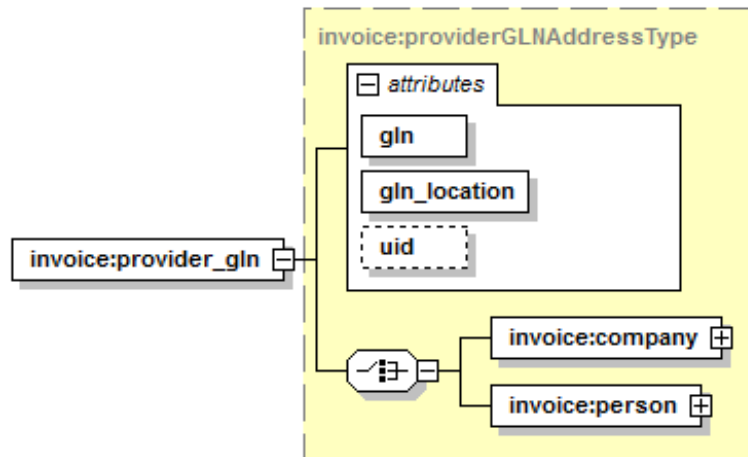 invoice:providerGLNAddressType
attributes
gln
gln_location
uid
invoice:provider_gln
invoice:company
invoice:person